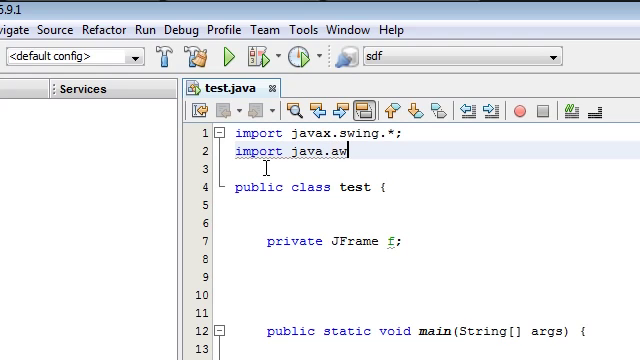 5.9.1
vigate Source Refactor Run Debug Profile Team Tools Window Help
<default config> sdf
Services test.java
1 import javax.swing.*;
2 import java.aw
3
4 public class test {
5
6
7 private JFrame f;
8
9
10
11
12 public static void main(String[] args) {
13